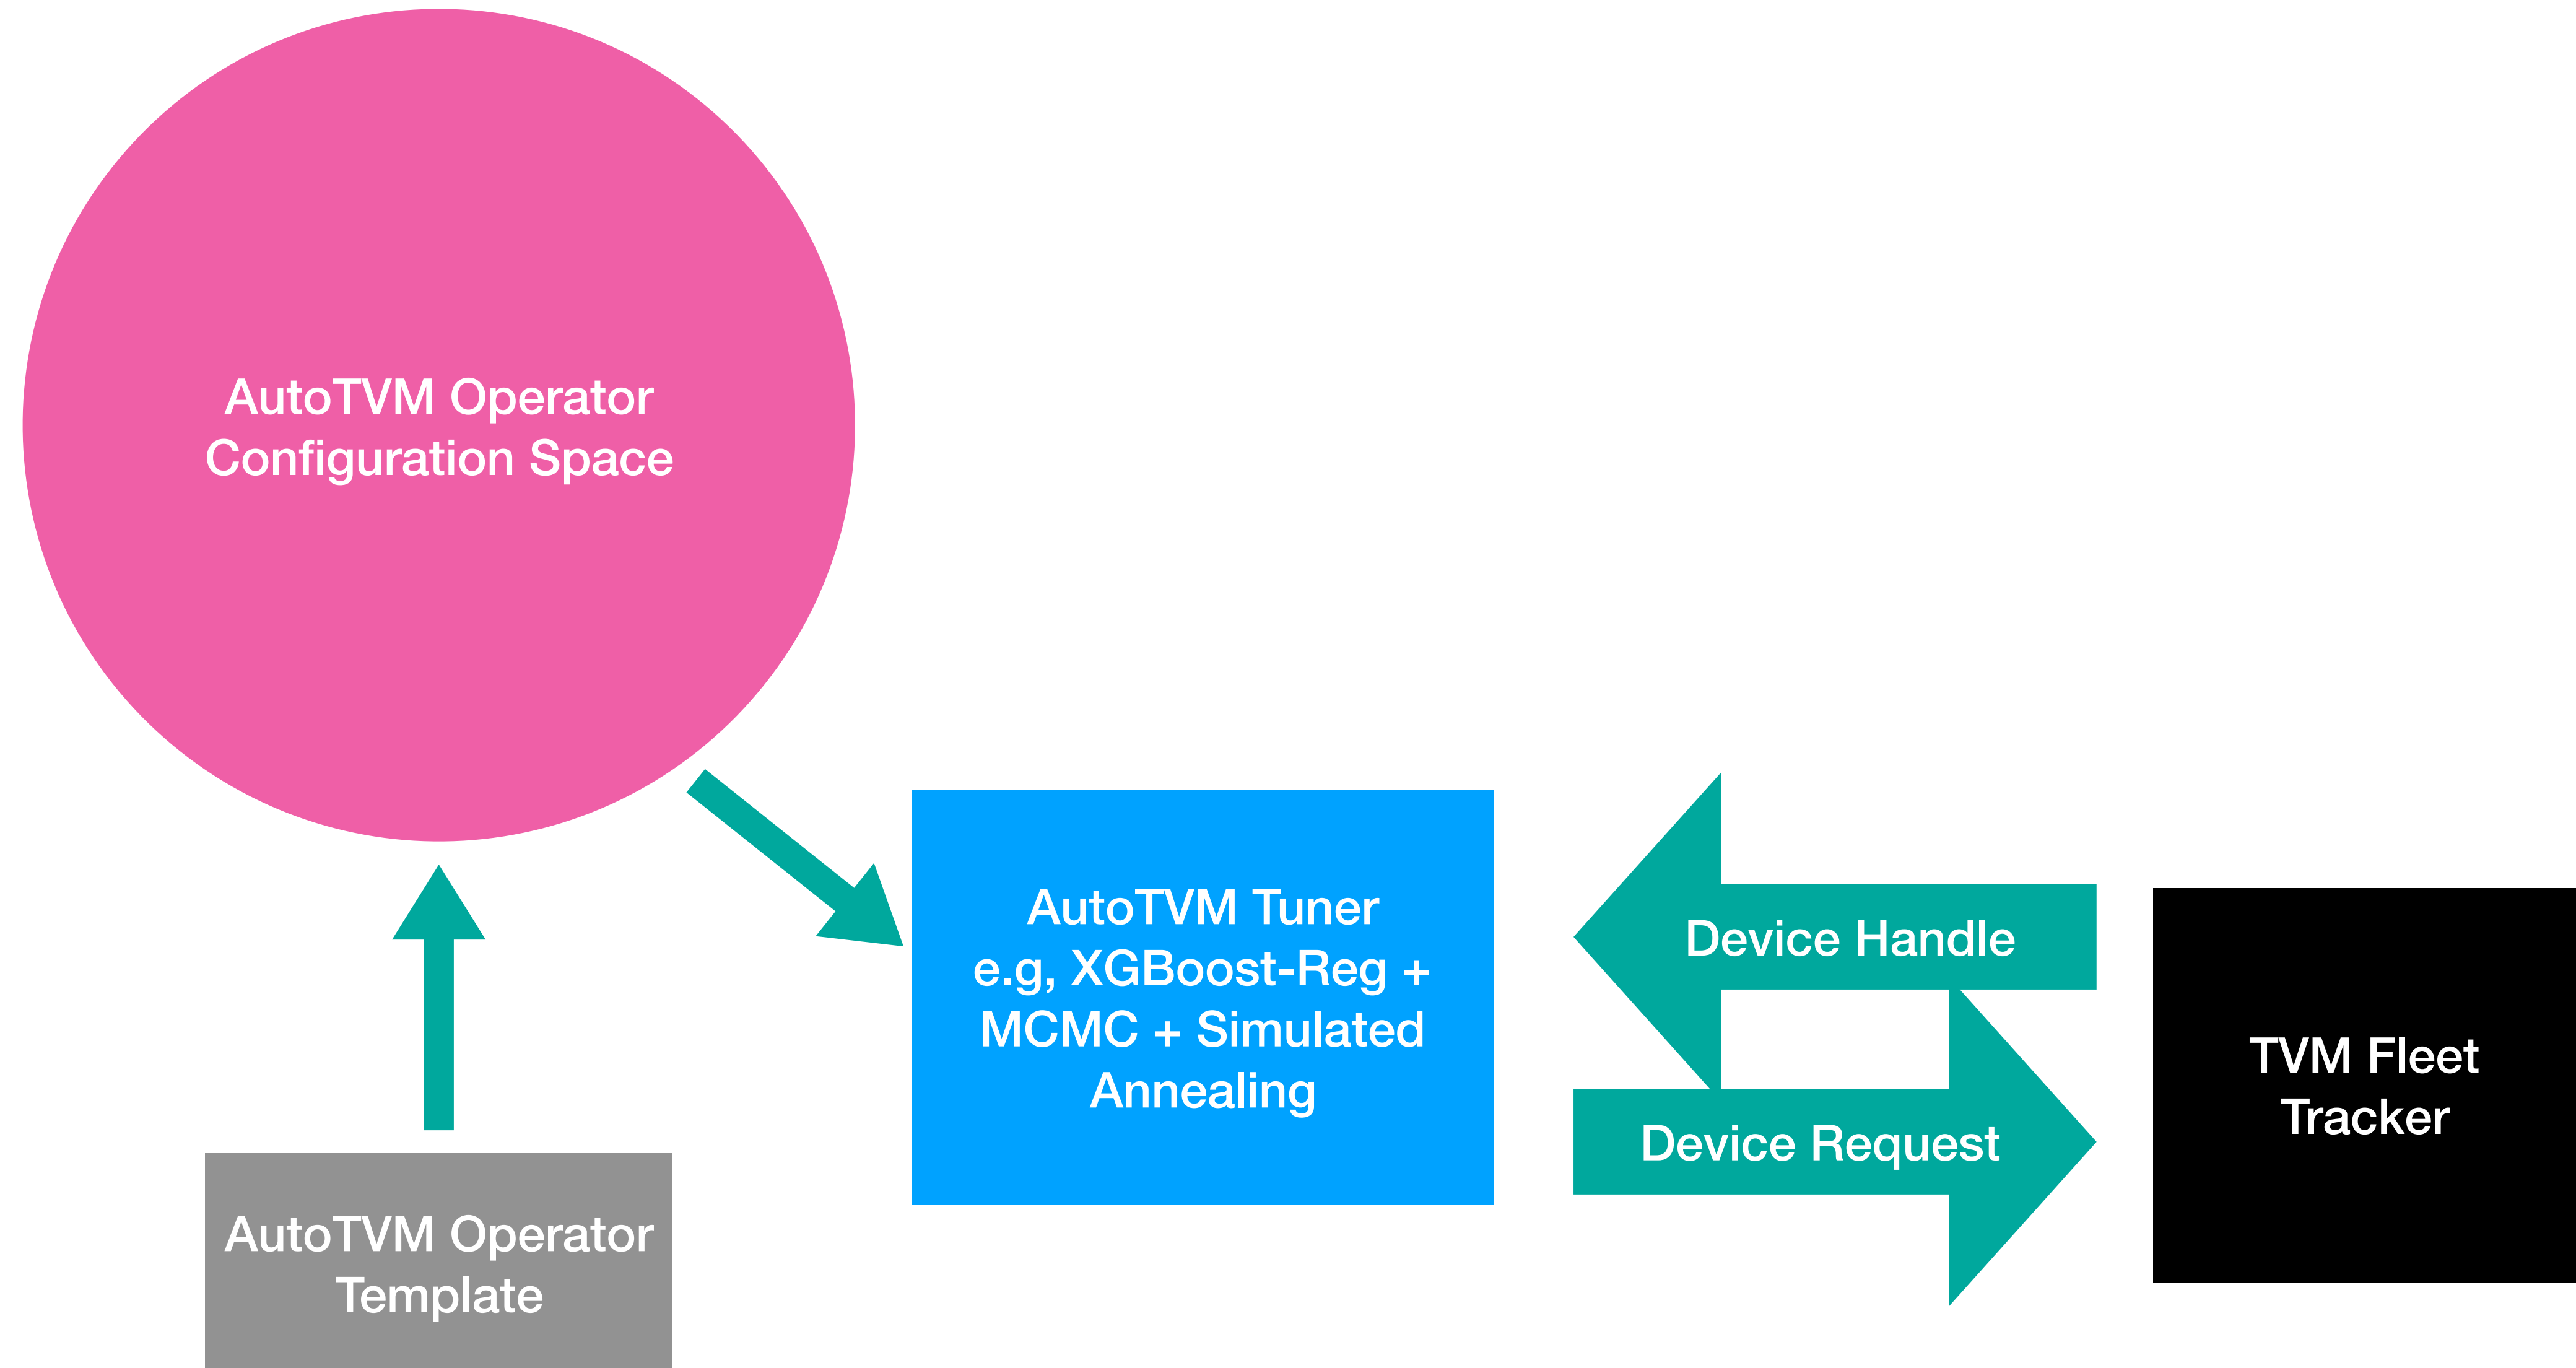 AutoTVM Operator
Configuration Space
AutoTVM Tuner
e.g, XGBoost-Reg +
MCMC + Simulated
Annealing
Device Handle
Device Request
TVM Fleet
Tracker
AutoTVM Operator
Template